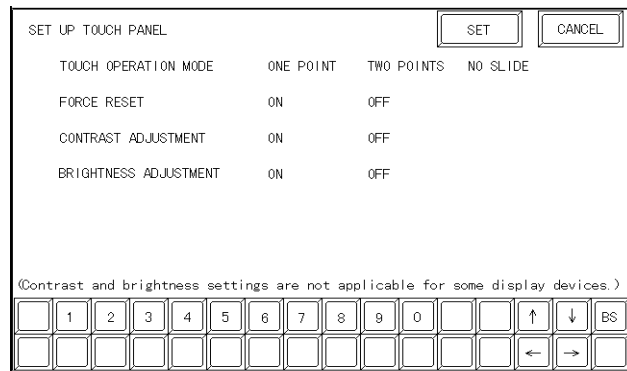 SET UP TOUCH PANEL SET CANCEL
TOUCH OPERATION MODE ONE POINT TWO POINTS NO SLIDE
FORCE RESET ON OFF
CONTRAST ADJUSTMENT ON OFF
BRIGHTNESS ADJUSTMENT ON OFF
(Contrast and brightness settings are not applicable for some display devices.)
1 2 3 4 5 6 7 8 9 0 ↑ ↓ BS
← →